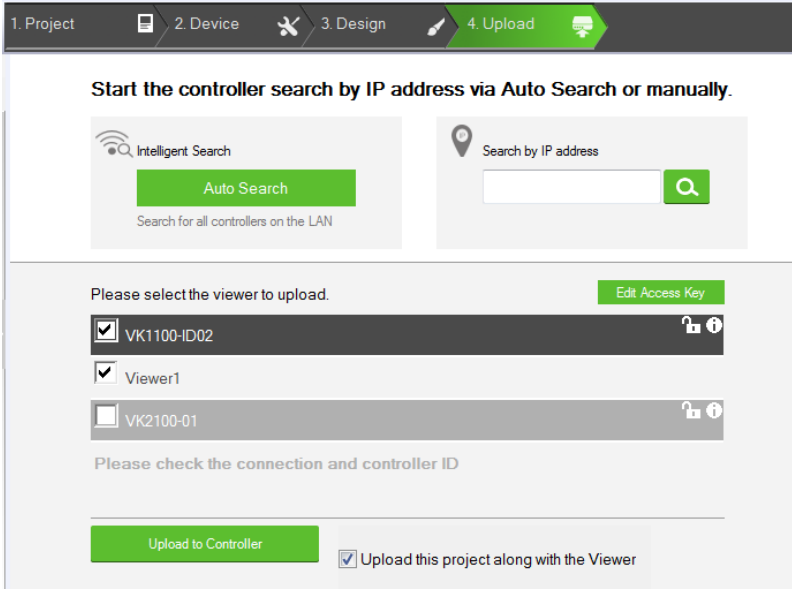 1. Project
2. Device
3. Design
4. Upload
Start the controller search by IP address via Auto Search or manually.
Intelligent Search
Auto Search
Search for all controllers on the LAN
IP
Search by IP address
Please select the viewer to upload.
Edit Access Key
VK1100-ID02
Viewer1
VK2100-01
Please check the connection and controller ID
Upload to Controller
Upload this project along with the Viewer